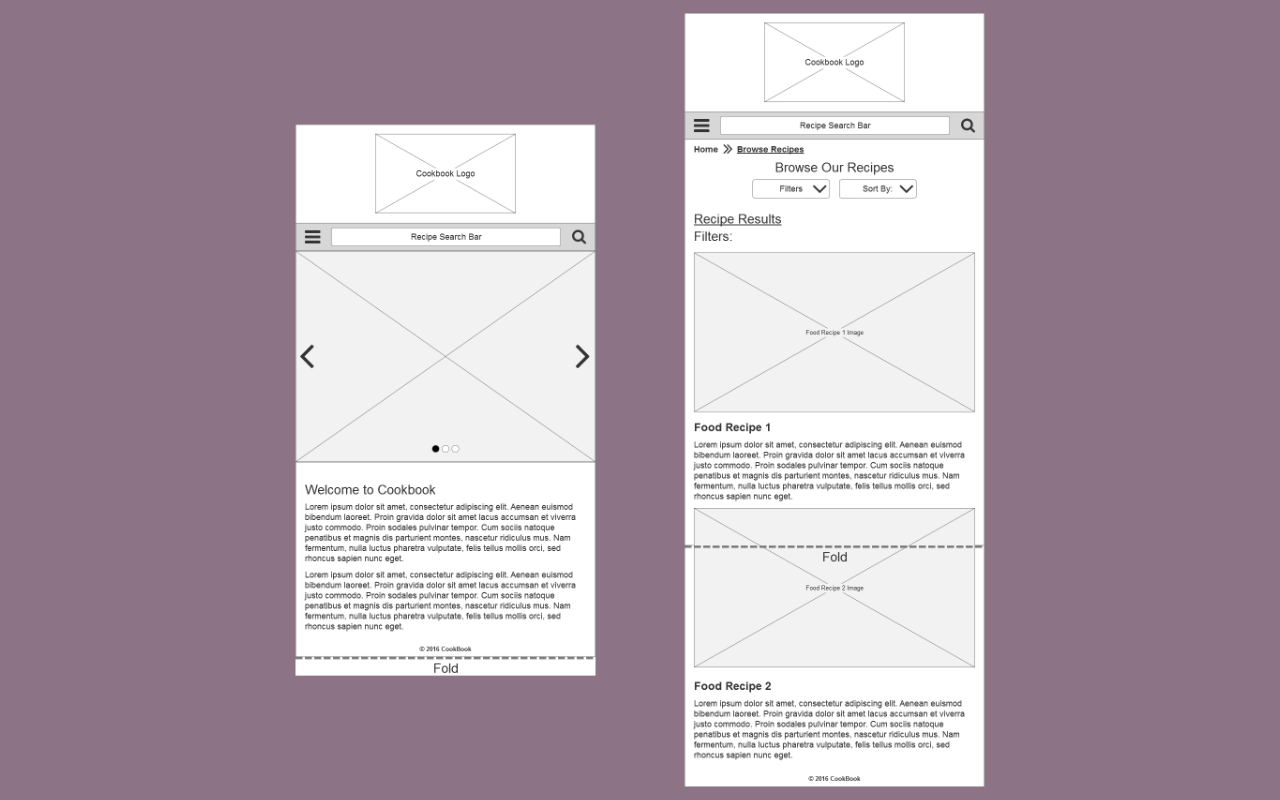 Cookbook Logo
Recipe Search Bar
Welcome to Cookbook
Lorem ipsum dolor sit amet, consectetur adipiscing elit. Aenean euismod
bibendum laoreet. Proin gravida dolor sit amet lacus accumsan et viverra
justo commodo. Proin sodales pulvinar tempor. Cum sociis natoque
penatibus et magnis dis parturient montes, nascetur ridiculus mus. Nam
fermentum, nulla luctus pharetra vulputate, felis tellus mollis orci, sed
rhoncus sapien nunc eget.
Lorem ipsum dolor sit amet, consectetur adipiscing elit. Aenean euismod
bibendum laoreet. Proin gravida dolor sit amet lacus accumsan et viverra
justo commodo. Proin sodales pulvinar tempor. Cum sociis natoque
penatibus et magnis dis parturient montes, nascetur ridiculus mus. Nam
fermentum, nulla luctus pharetra vulputate, felis tellus mollis orci, sed
rhoncus sapien nunc eget.
© 2016 CookBook
Fold
Cookbook Logo
Recipe Search Bar
Home Browse Recipes
Browse Our Recipes
Filters Sort By:
Recipe Results
Filters:
Food Recipe 1 Image
Food Recipe 1
Lorem ipsum dolor sit amet, consectetur adipiscing elit. Aenean euismod
bibendum laoreet. Proin gravida dolor sit amet lacus accumsan et viverra
justo commodo. Proin sodales pulvinar tempor. Cum sociis natoque
penatibus et magnis dis parturient montes, nascetur ridiculus mus. Nam
fermentum, nulla luctus pharetra vulputate, felis tellus mollis orci, sed
rhoncus sapien nunc eget.
Fold
Food Recipe 2 Image
Food Recipe 2
Lorem ipsum dolor sit amet, consectetur adipiscing elit. Aenean euismod
bibendum laoreet. Proin gravida dolor sit amet lacus accumsan et viverra
justo commodo. Proin sodales pulvinar tempor. Cum sociis natoque
penatibus et magnis dis parturient montes, nascetur ridiculus mus. Nam
fermentum, nulla luctus pharetra vulputate, felis tellus mollis orci, sed
rhoncus sapien nunc eget.
© 2016 CookBook